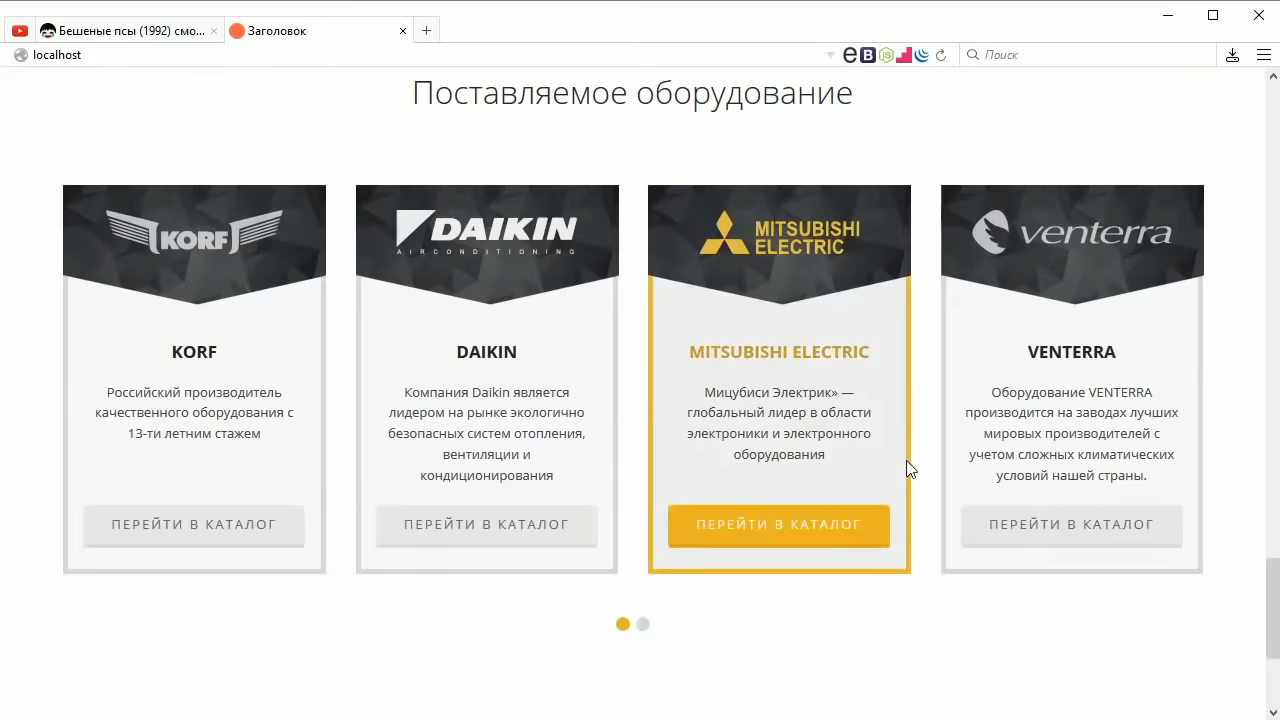 Бешеные псы (1992) смо...
Заголовок
localhost
Поиск
Поставляемое оборудование
KORF
DAIKIN
AIRCONDITIONING
MITSUBISHI
ELECTRIC
venterra
KORF
Российский производитель
качественного оборудования с
13-ти летним стажем
ПЕРЕЙТИ В КАТАЛОГ
DAIKIN
Компания Daikin является
лидером на рынке экологично
безопасных систем отопления,
вентиляции и
кондиционирования
ПЕРЕЙТИ В КАТАЛОГ
MITSUBISHI ELECTRIC
Мицубиси Электрик» —
глобальный лидер в области
электроники и электронного
оборудования
ПЕРЕЙТИ В КАТАЛОГ
VENTERRA
Оборудование VENTERRA
производится на заводах лучших
мировых производителей с
учетом сложных климатических
условий нашей страны.
ПЕРЕЙТИ В КАТАЛОГ